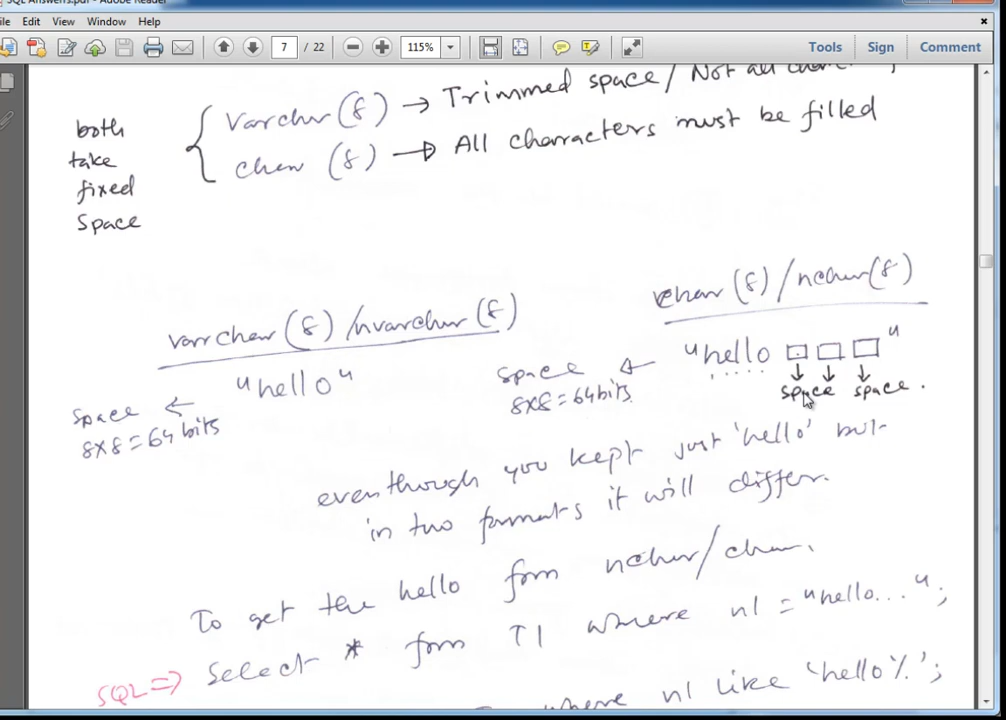 SQL Answers.pdf - Adobe Reader
File Edit View Window Help
7 / 22 115% Tools Sign Comment
both take fixed Space
Varchar (8) → Trimmed space / Not all
char (8) → All characters must be filled
varchar (8) / nvarchar (8)
"hello"
space ←
8x8 = 64 bits
char (8) / nchar (8)
"hello "
space ←
8x8 = 64 bits
space space.
eventhough you kept just 'hello' but
in two formats it will differ.
To get the hello from nchar/char.
SQL => Select * from T1 where n1 = "hello...";
where n1 like 'hello%';